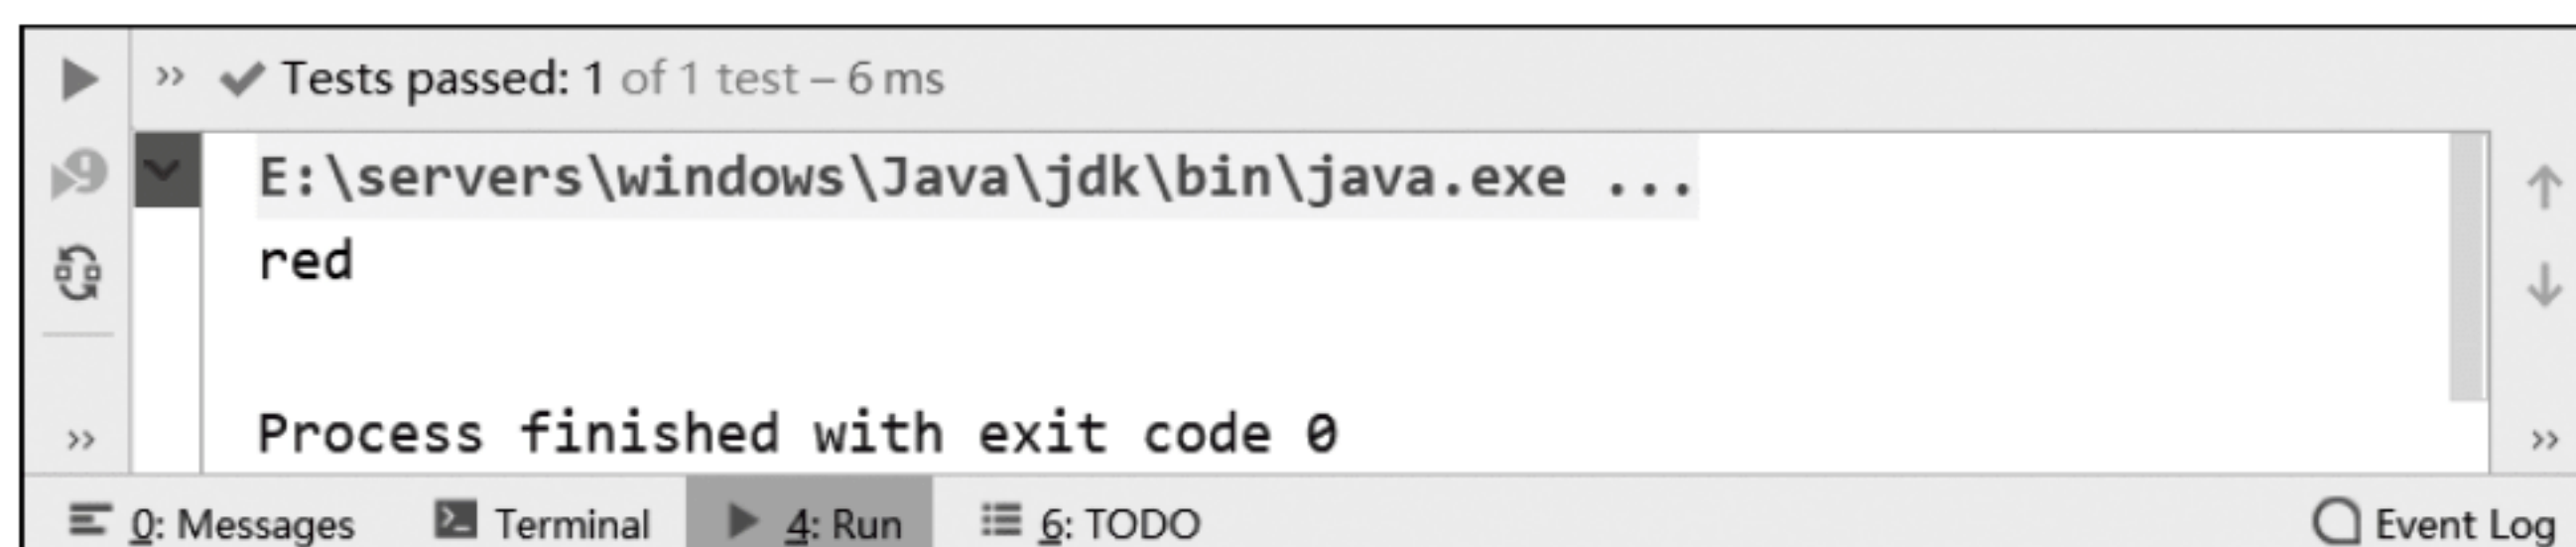 Tests passed: 1 of 1 test – 6 ms
E:\servers\windows\Java\jdk\bin\java.exe ...
red
Process finished with exit code 0
0: Messages Terminal 4: Run 6: TODO Event Log